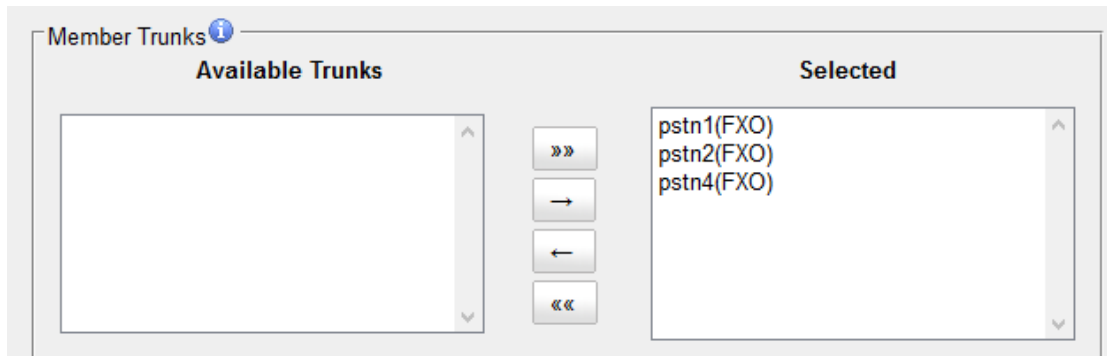 Member Trunks
Available Trunks
Selected
pstn1(FXO)
pstn2(FXO)
pstn4(FXO)
»»
→
←
««